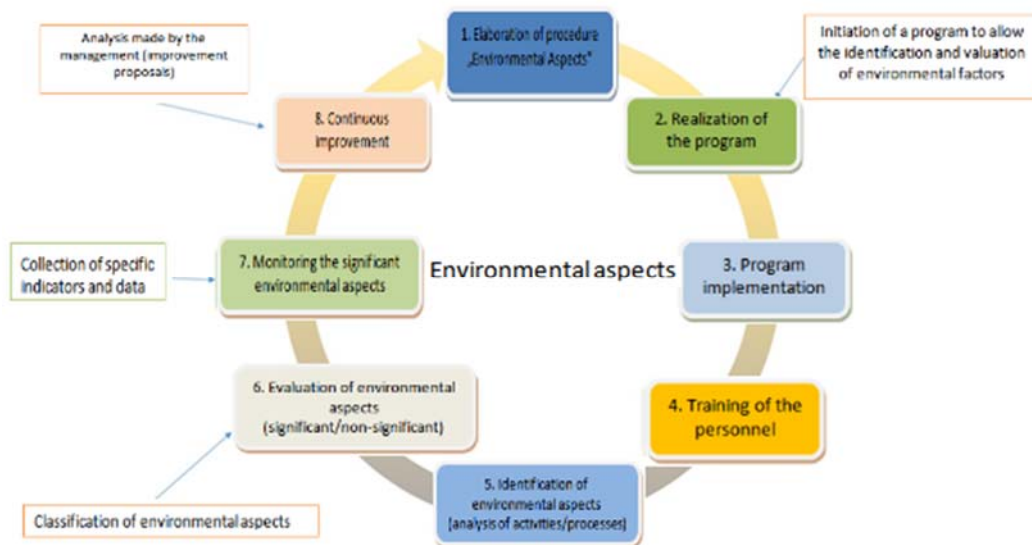 Analysis made by the
management (improvement
proposals)
1. Elaboration of procedure
„Environmental Aspects"
Initiation of a program to allow
the identification and valuation
of environmental factors
8. Continuous
improvement
2. Realization of
the program
Collection of specific
indicators and data
7. Monitoring the significant
environmental aspects
Environmental aspects
3. Program
implementation
6. Evaluation of environmental
aspects
(significant/non-significant)
4. Training of the
personnel
Classification of environmental aspects
5. Identification of
environmental aspects
(analysis of activities/processes)